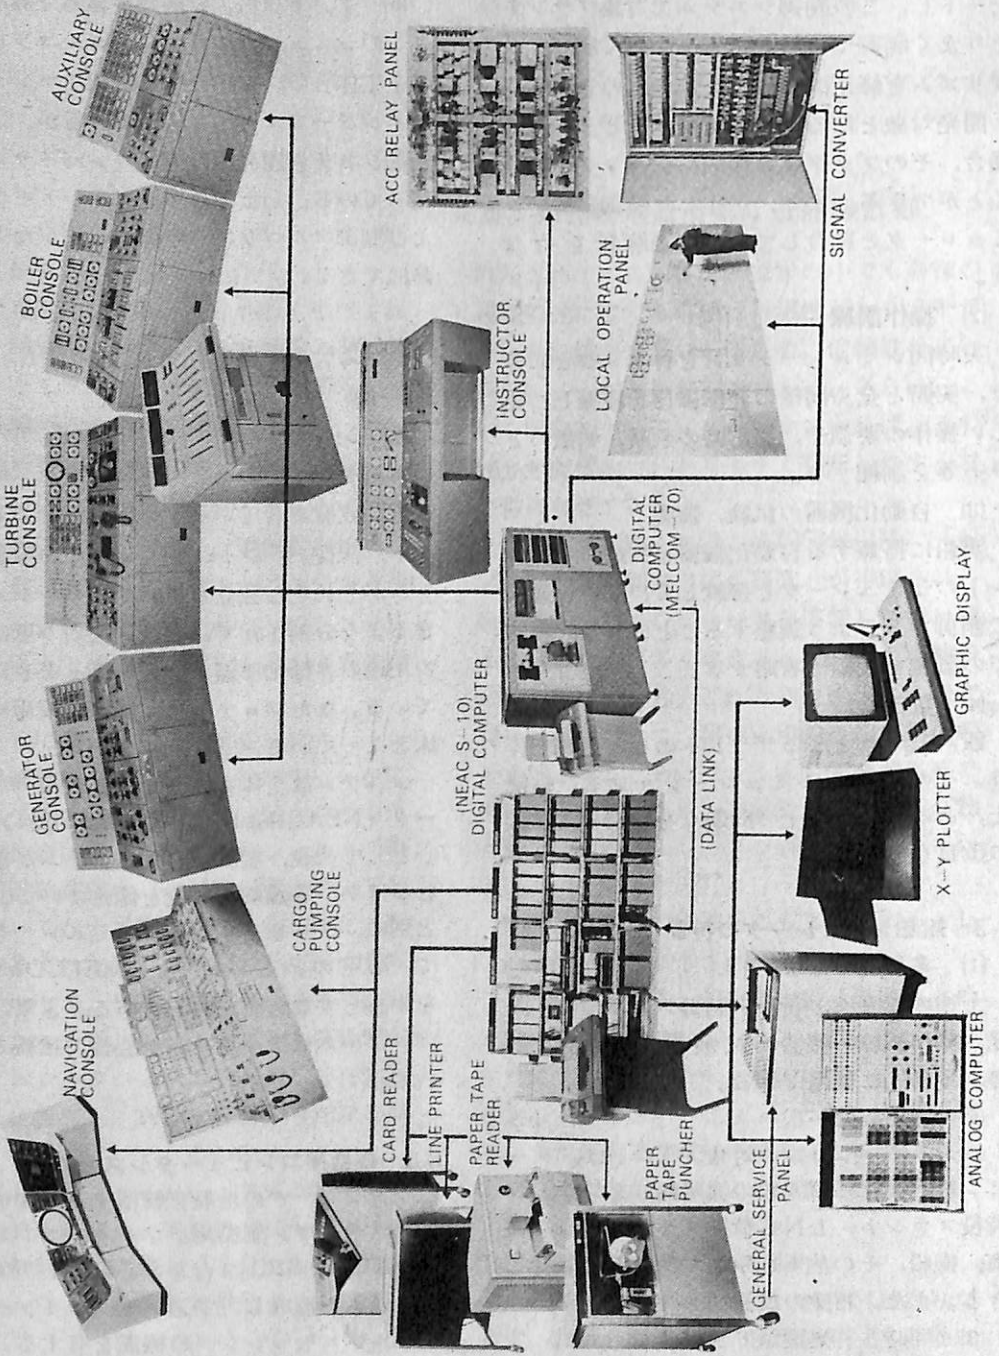 NAVIGATION
CONSOLE
CARGO
PUMPING
CONSOLE
GENERATOR
CONSOLE
TURBINE
CONSOLE
BOILER
CONSOLE
AUXILIARY
CONSOLE
CARD READER
LINE PRINTER
PAPER TAPE
READER
PAPER
TAPE
PUNCHER
GENERAL SERVICE
PANEL
(NEAC S-10)
DIGITAL COMPUTER
(DATA LINK)
DIGITAL
COMPUTER
(MELCOM-70)
INSTRUCTOR
CONSOLE
ACC RELAY PANEL
LOCAL OPERATION
PANEL
SIGNAL CONVERTER
ANALOG COMPUTER
X-Y PLOTTER
GRAPHIC DISPLAY